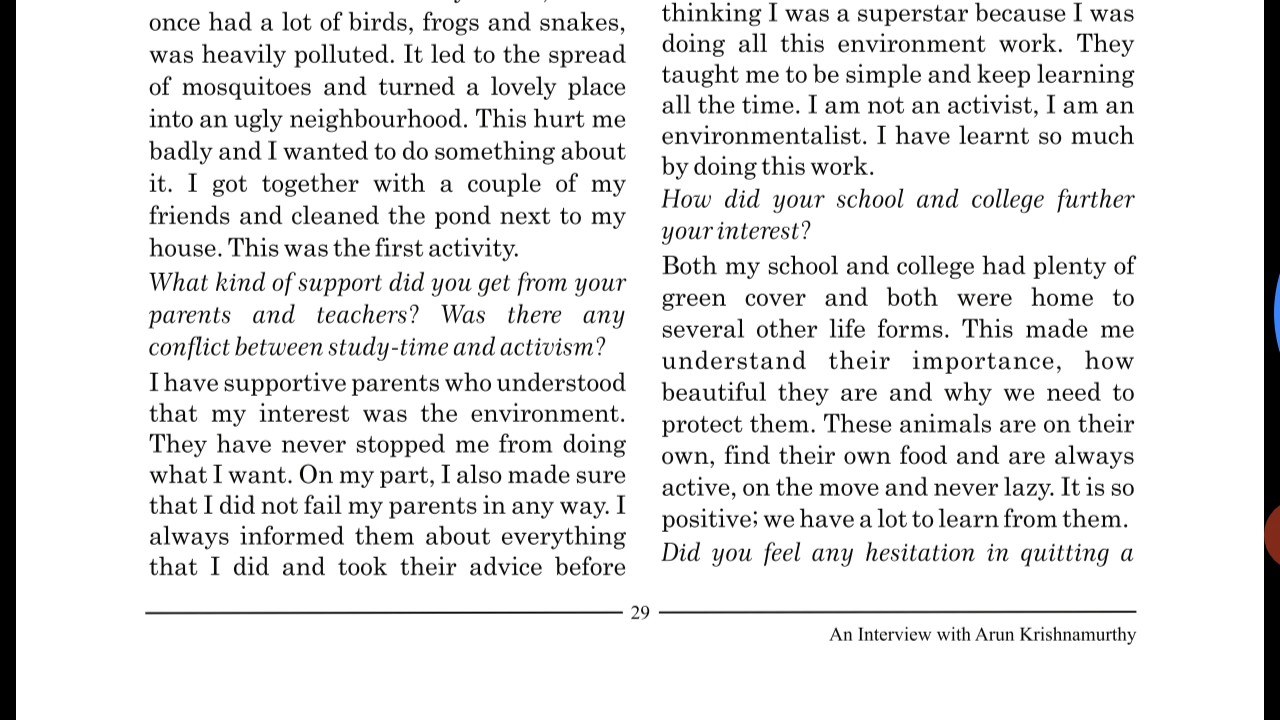 once had a lot of birds, frogs and snakes,
was heavily polluted. It led to the spread
of mosquitoes and turned a lovely place
into an ugly neighbourhood. This hurt me
badly and I wanted to do something about
it. I got together with a couple of my
friends and cleaned the pond next to my
house. This was the first activity.
What kind of support did you get from your
parents and teachers? Was there any
conflict between study-time and activism?
I have supportive parents who understood
that my interest was the environment.
They have never stopped me from doing
what I want. On my part, I also made sure
that I did not fail my parents in any way. I
always informed them about everything
that I did and took their advice before
thinking I was a superstar because I was
doing all this environment work. They
taught me to be simple and keep learning
all the time. I am not an activist, I am an
environmentalist. I have learnt so much
by doing this work.
How did your school and college further
your interest?
Both my school and college had plenty of
green cover and both were home to
several other life forms. This made me
understand their importance, how
beautiful they are and why we need to
protect them. These animals are on their
own, find their own food and are always
active, on the move and never lazy. It is so
positive; we have a lot to learn from them.
Did you feel any hesitation in quitting a
29
An Interview with Arun Krishnamurthy